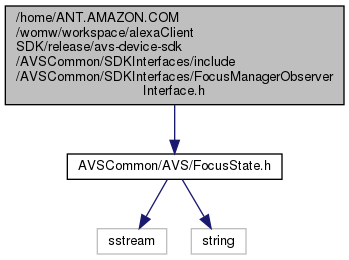 /home/ANT.AMAZON.COM
/womw/workspace/alexaClient
SDK/release/avs-device-sdk
/AVSCommon/SDKInterfaces/include
/AVSCommon/SDKInterfaces/FocusManagerObserver
Interface.h
AVSCommon/AVS/FocusState.h
sstream
string